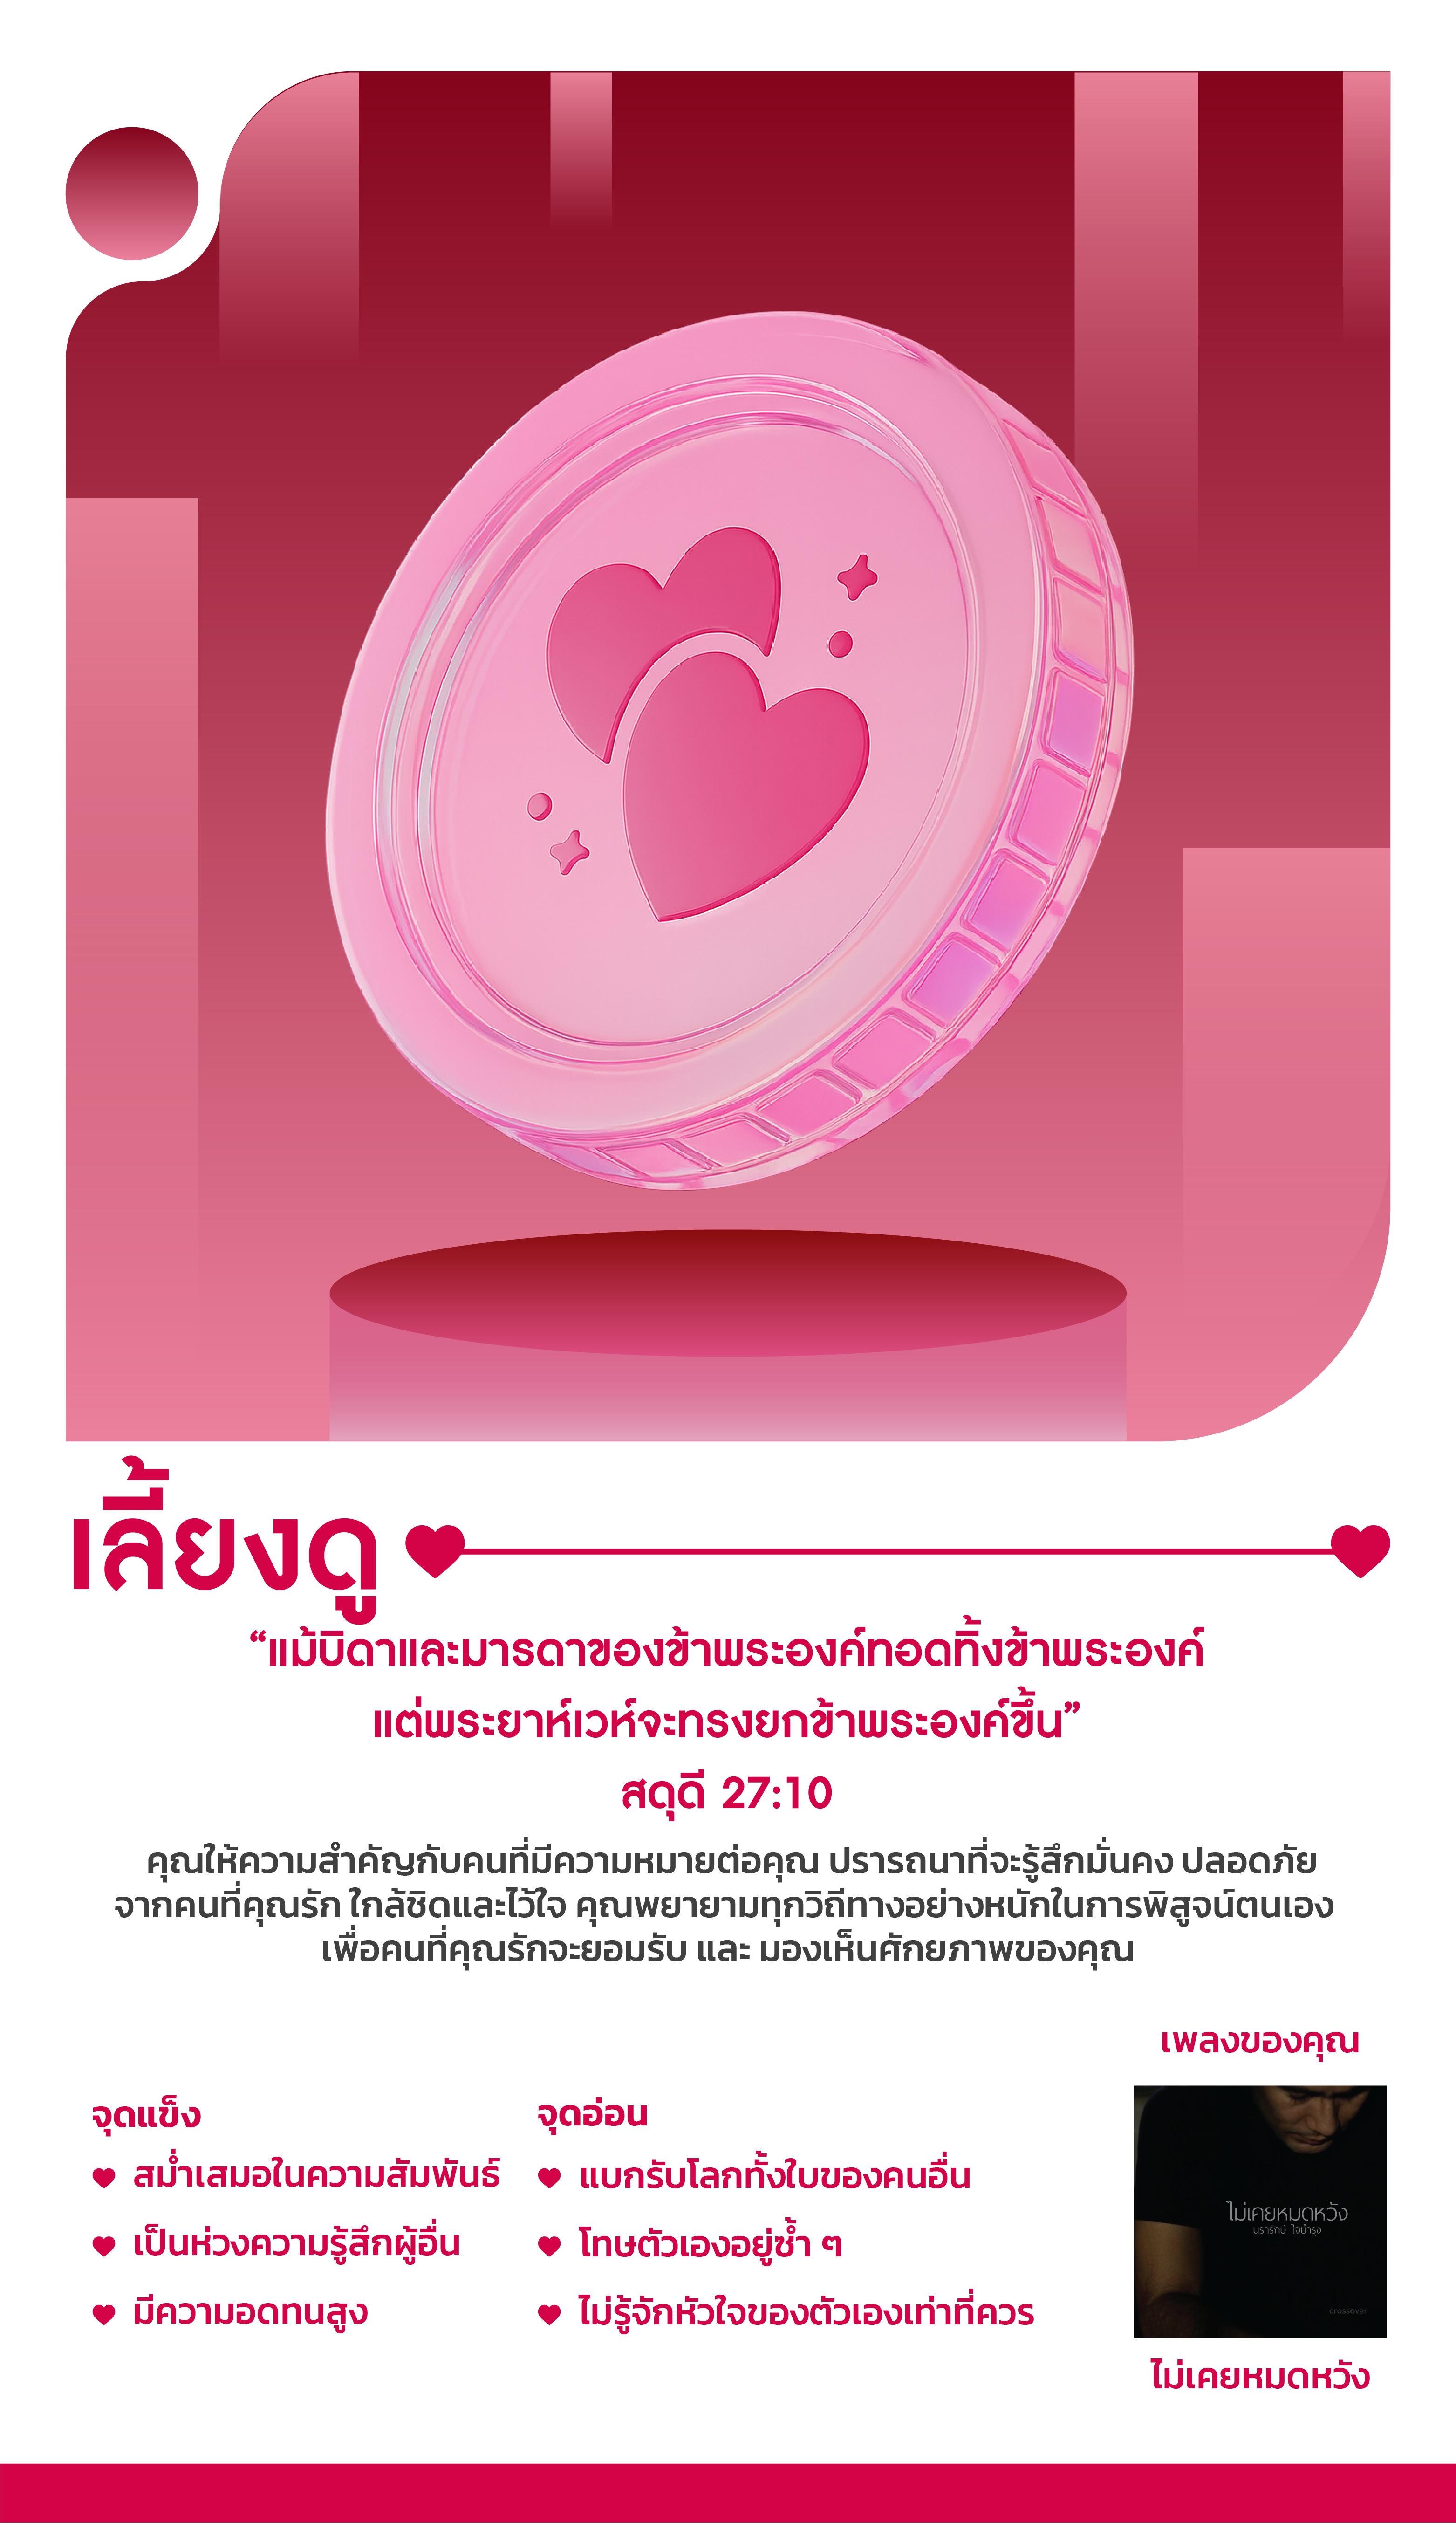 เลี้ยงดู
“แม้บิดาและมารดาของข้าพระองค์ทอดทิ้งข้าพระองค์
แต่พระยาห์เวห์จะทรงยกข้าพระองค์ขึ้น”
สดุดี 27:10
คุณให้ความสำคัญกับคนที่มีความหมายต่อคุณ ปรารถนาที่จะรู้สึกมั่นคง ปลอดภัย
จากคนที่คุณรัก ใกล้ชิดและไว้ใจ คุณพยายามทุกวิถีทางอย่างหนักในการพิสูจน์ตนเอง
เพื่อคนที่คุณรักจะยอมรับ และ มองเห็นศักยภาพของคุณ
จุดแข็ง
สม่ำเสมอในความสัมพันธ์
เป็นห่วงความรู้สึกผู้อื่น
มีความอดทนสูง
จุดอ่อน
แบกรับโลกทั้งใบของคนอื่น
โทษตัวเองอยู่ซ้ำ ๆ
ไม่รู้จักหัวใจของตัวเองเท่าที่ควร
เพลงของคุณ
ไม่เคยหมดหวัง
นรารักษ์ ใจบำรุง
crossover
ไม่เคยหมดหวัง